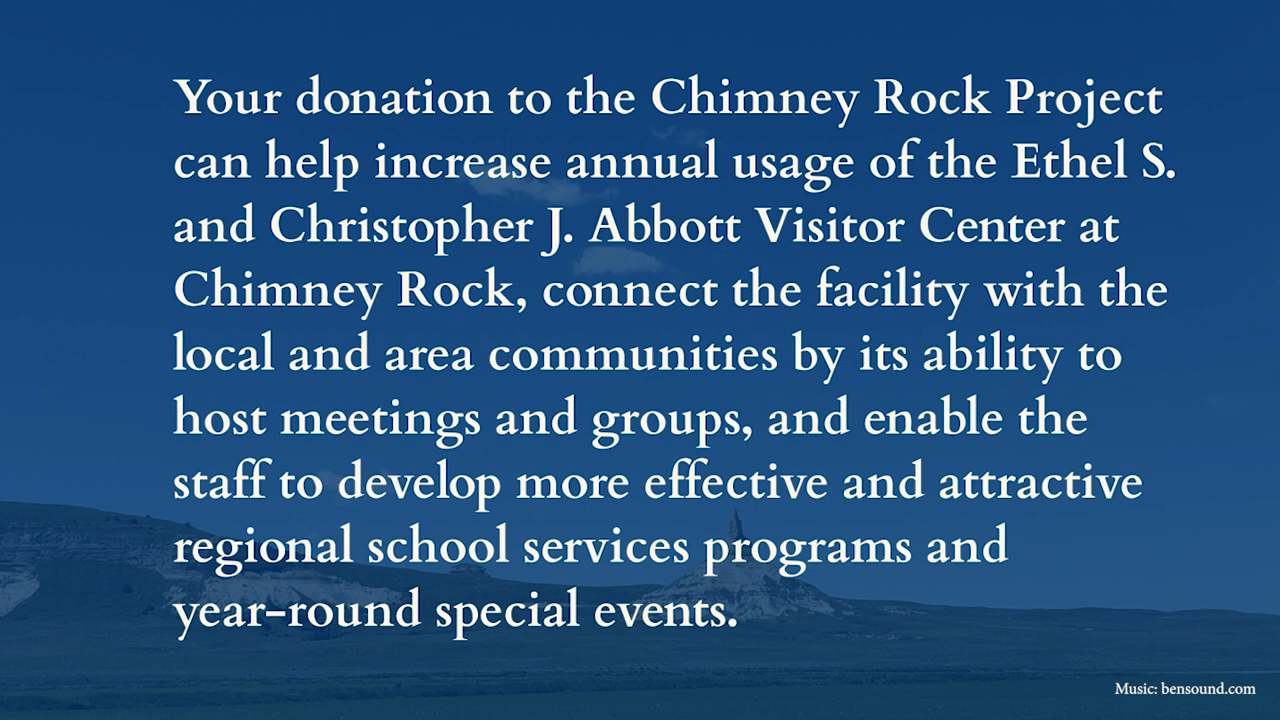 Your donation to the Chimney Rock Project
can help increase annual usage of the Ethel S.
and Christopher J. Abbott Visitor Center at
Chimney Rock, connect the facility with the
local and area communities by its ability to
host meetings and groups, and enable the
staff to develop more effective and attractive
regional school services programs and
year-round special events.
Music: bensound.com